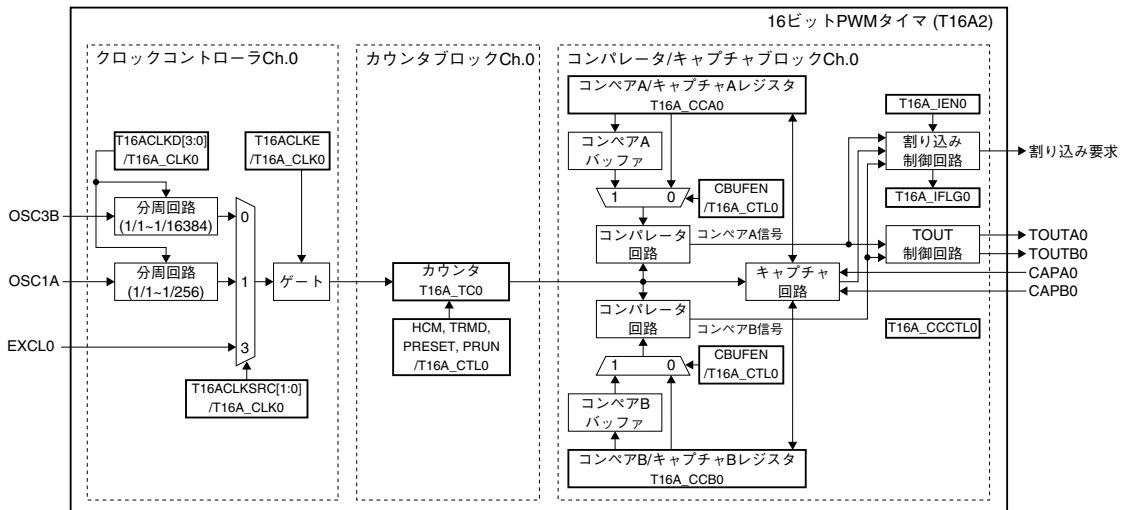 16ビットPWMタイマ (T16A2)
クロックコントローラCh.0
T16ACLKD[3:0]
/T16A_CLK0
T16ACLKE
/T16A_CLK0
OSC3B
分周回路
(1/1~1/16384)
0
OSC1A
分周回路
(1/1~1/256)
1
ゲート
EXCL0
3
T16ACLKSRC[1:0]
/T16A_CLK0
カウンタブロックCh.0
カウンタ
T16A_TC0
HCM, TRMD,
PRESET, PRUN
/T16A_CTL0
コンパレータ/キャプチャブロックCh.0
コンペアA/キャプチャAレジスタ
T16A_CCA0
コンペアA
バッファ
1 0
CBUFEN
/T16A_CTL0
コンパレータ
回路
コンペアA信号
キャプチャ
回路
コンパレータ
回路
コンペアB信号
1 0
CBUFEN
/T16A_CTL0
コンペアB
バッファ
コンペアB/キャプチャBレジスタ
T16A_CCB0
T16A_IEN0
割り込み
制御回路
割り込み要求
T16A_IFLG0
TOUT
制御回路
TOUTA0
TOUTB0
CAPA0
CAPB0
T16A_CCCTL0